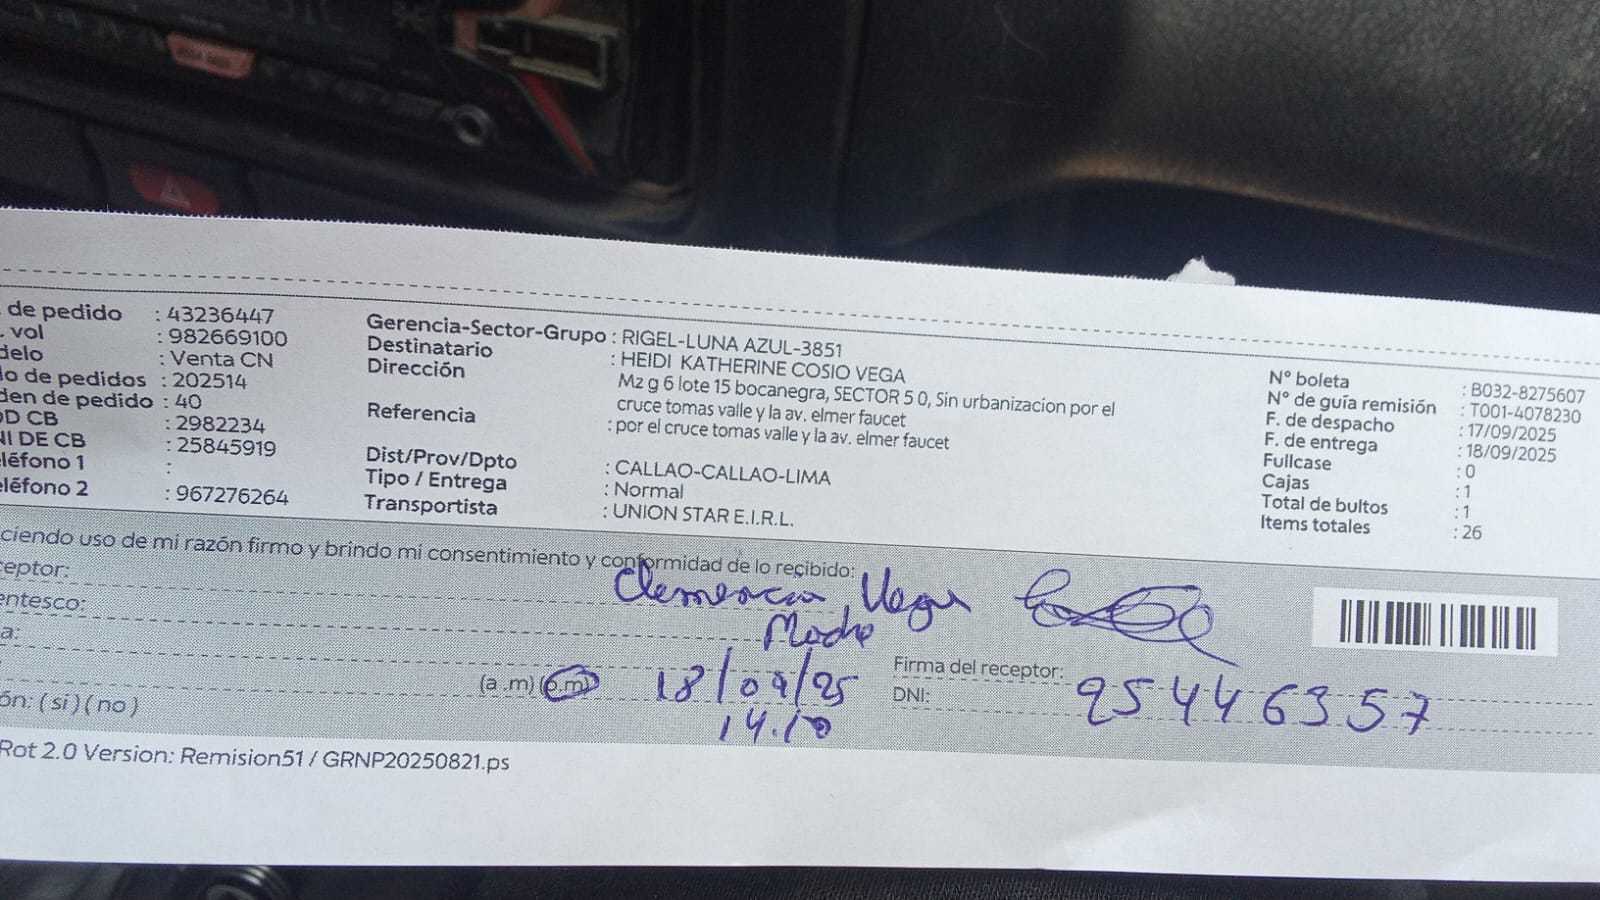 de pedido : 43236447
. vol : 982669100
delo : Venta CN
o de pedidos : 202514
den de pedido : 40
OD CB : 2982234
NI DE CB : 25845919
eléfono 1 :
eléfono 2 : 967276264
Gerencia-Sector-Grupo : RIGEL-LUNA AZUL-3851
Destinatario : HEIDI KATHERINE COSIO VEGA
Dirección Mz g 6 lote 15 bocanegra, SECTOR 5 0, Sin urbanizacion por el
cruce tomas valle y la av. elmer faucet
Referencia : por el cruce tomas valle y la av. elmer faucet
Dist/Prov/Dpto : CALLAO-CALLAO-LIMA
Tipo / Entrega : Normal
Transportista : UNION STAR E.I.R.L.
N° boleta : B032-8275607
N° de guía remisión : T001-4078230
F. de despacho : 17/09/2025
F. de entrega : 18/09/2025
Fullcase : 0
Cajas : 1
Total de bultos : 1
Items totales : 26
ciendo uso de mi razón firmo y brindo mi consentimiento y conformidad de lo recibido:
ceptor: Clemencia, Vega
entesco: Madre
a:
(a .m) (p.m) 18/09/25
14.10
Firma del receptor:
DNI: 25446357
ón: ( si ) ( no )
Rot 2.0 Version: Remision51 / GRNP20250821.ps